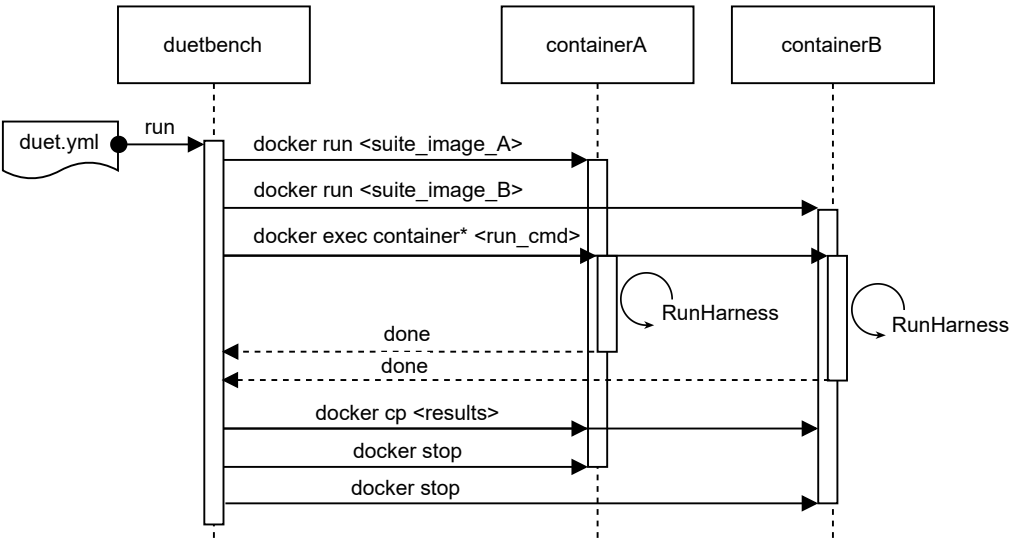 duetbench
containerA
containerB
duet.yml
run
docker run <suite_image_A>
docker run <suite_image_B>
docker exec container* <run_cmd>
RunHarness
RunHarness
done
done
docker cp <results>
docker stop
docker stop